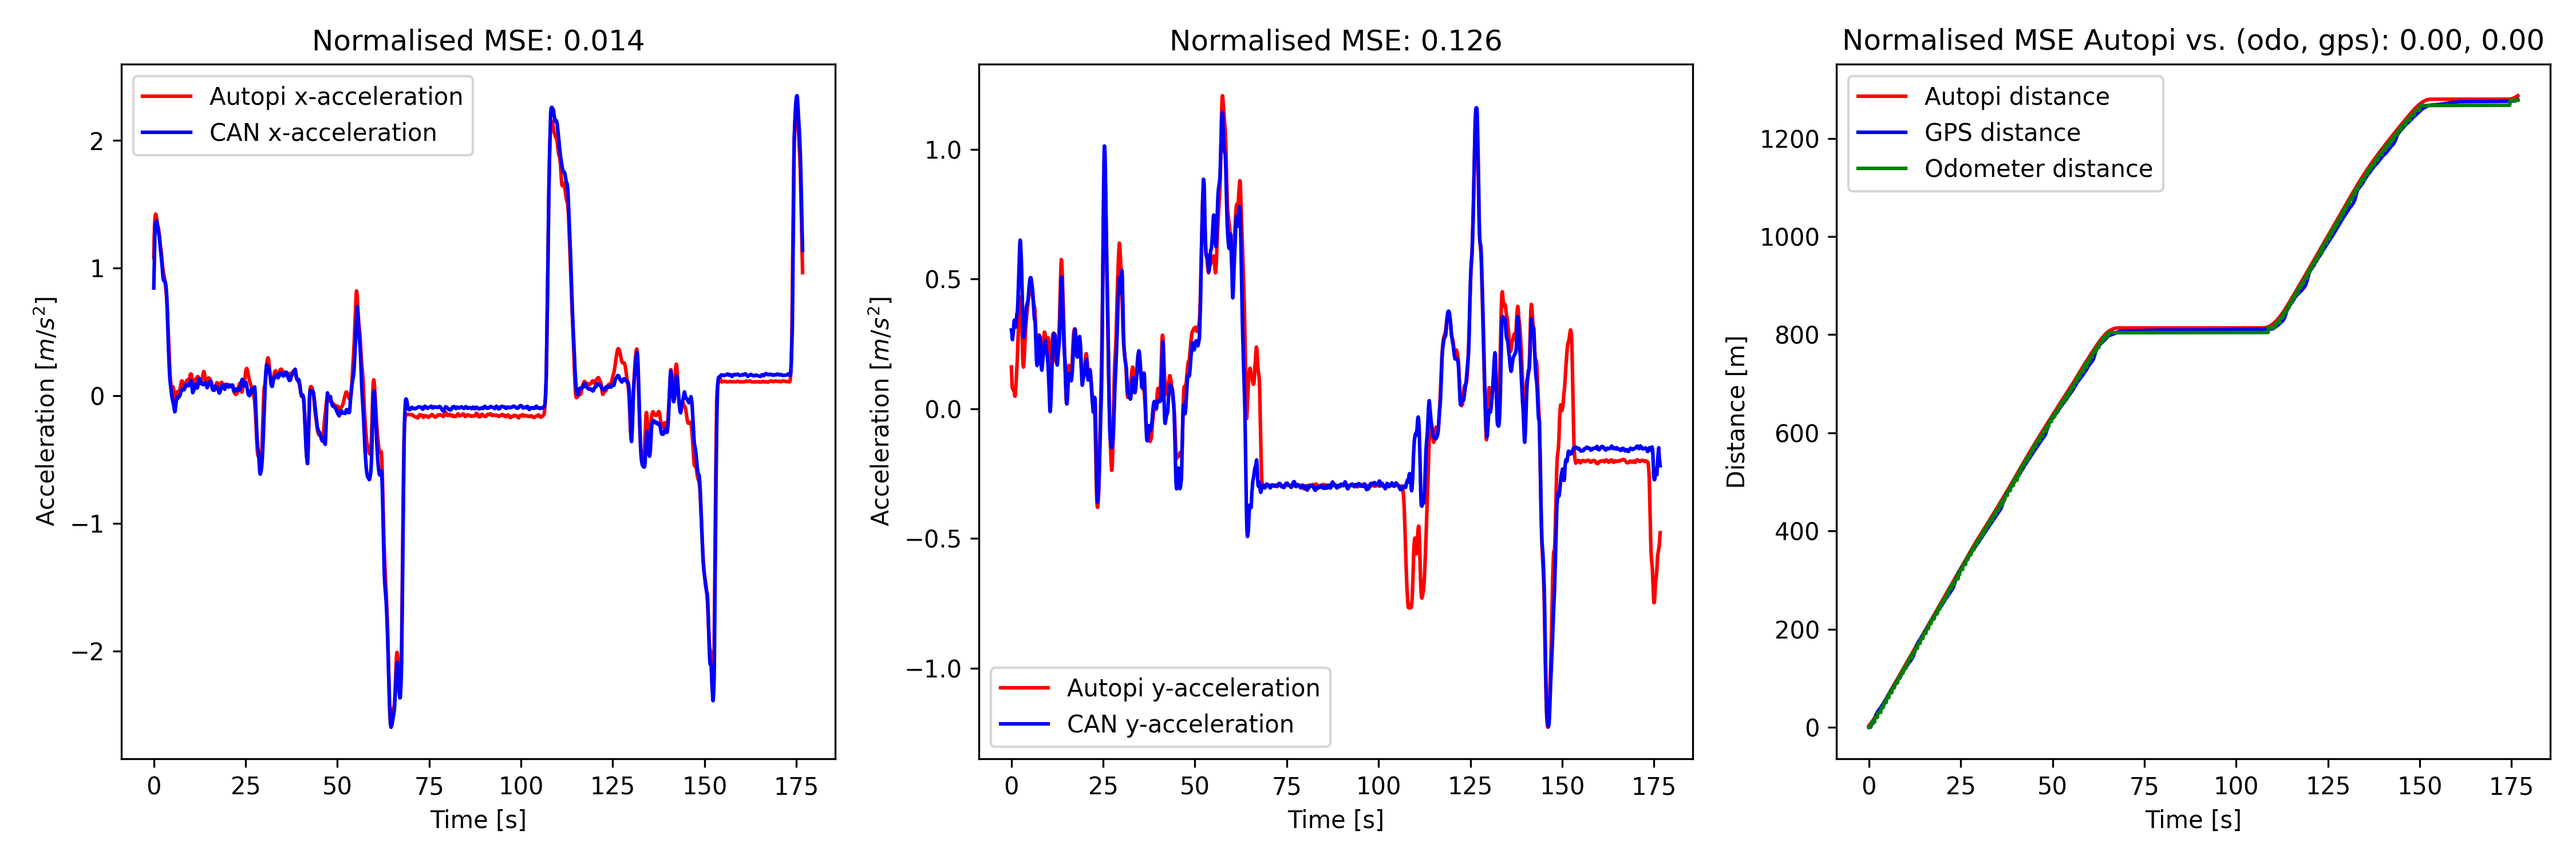 Normalised MSE: 0.014
Autopi x-acceleration
CAN x-acceleration
Acceleration [m/s²]
2
1
0
−1
−2
0 25 50 75 100 125 150 175
Time [s]
Normalised MSE: 0.126
Acceleration [m/s²]
1.0
0.5
0.0
−0.5
−1.0
Autopi y-acceleration
CAN y-acceleration
0 25 50 75 100 125 150 175
Time [s]
Normalised MSE Autopi vs. (odo, gps): 0.00, 0.00
Autopi distance
GPS distance
Odometer distance
Distance [m]
1200
1000
800
600
400
200
0
0 25 50 75 100 125 150 175
Time [s]